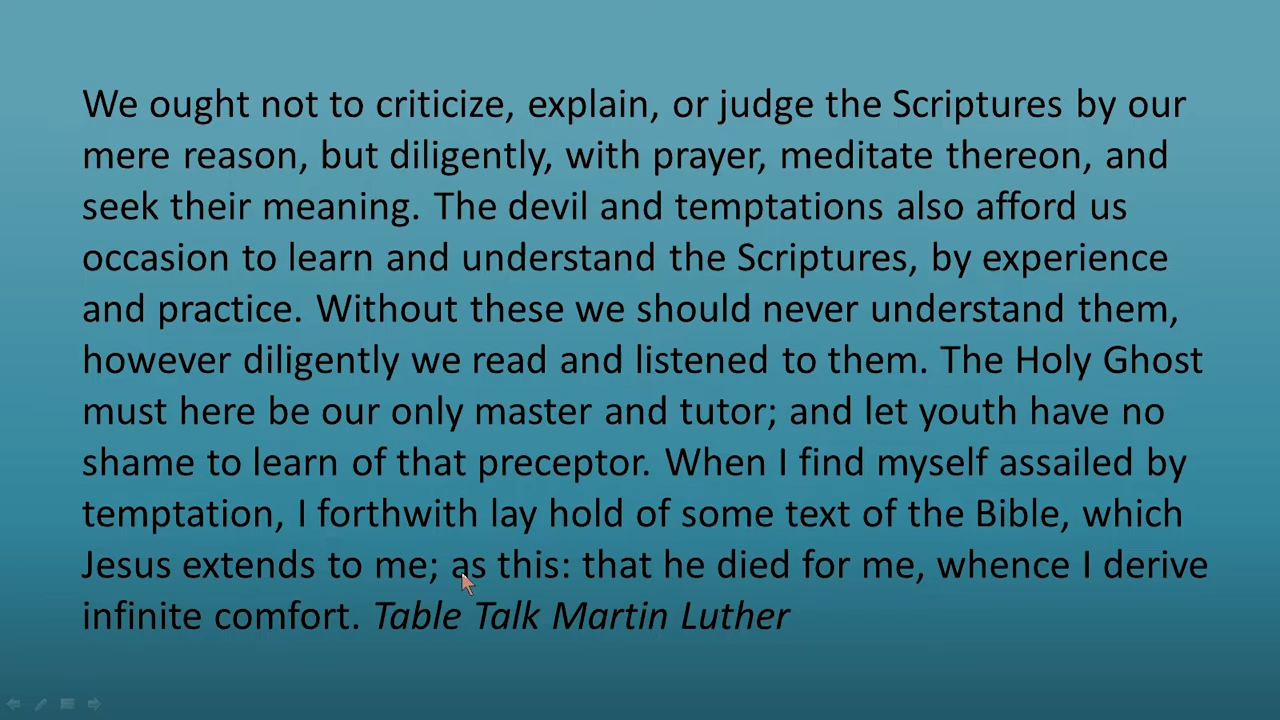 We ought not to criticize, explain, or judge the Scriptures by our
mere reason, but diligently, with prayer, meditate thereon, and
seek their meaning. The devil and temptations also afford us
occasion to learn and understand the Scriptures, by experience
and practice. Without these we should never understand them,
however diligently we read and listened to them. The Holy Ghost
must here be our only master and tutor; and let youth have no
shame to learn of that preceptor. When I find myself assailed by
temptation, I forthwith lay hold of some text of the Bible, which
Jesus extends to me; as this: that he died for me, whence I derive
infinite comfort. Table Talk Martin Luther